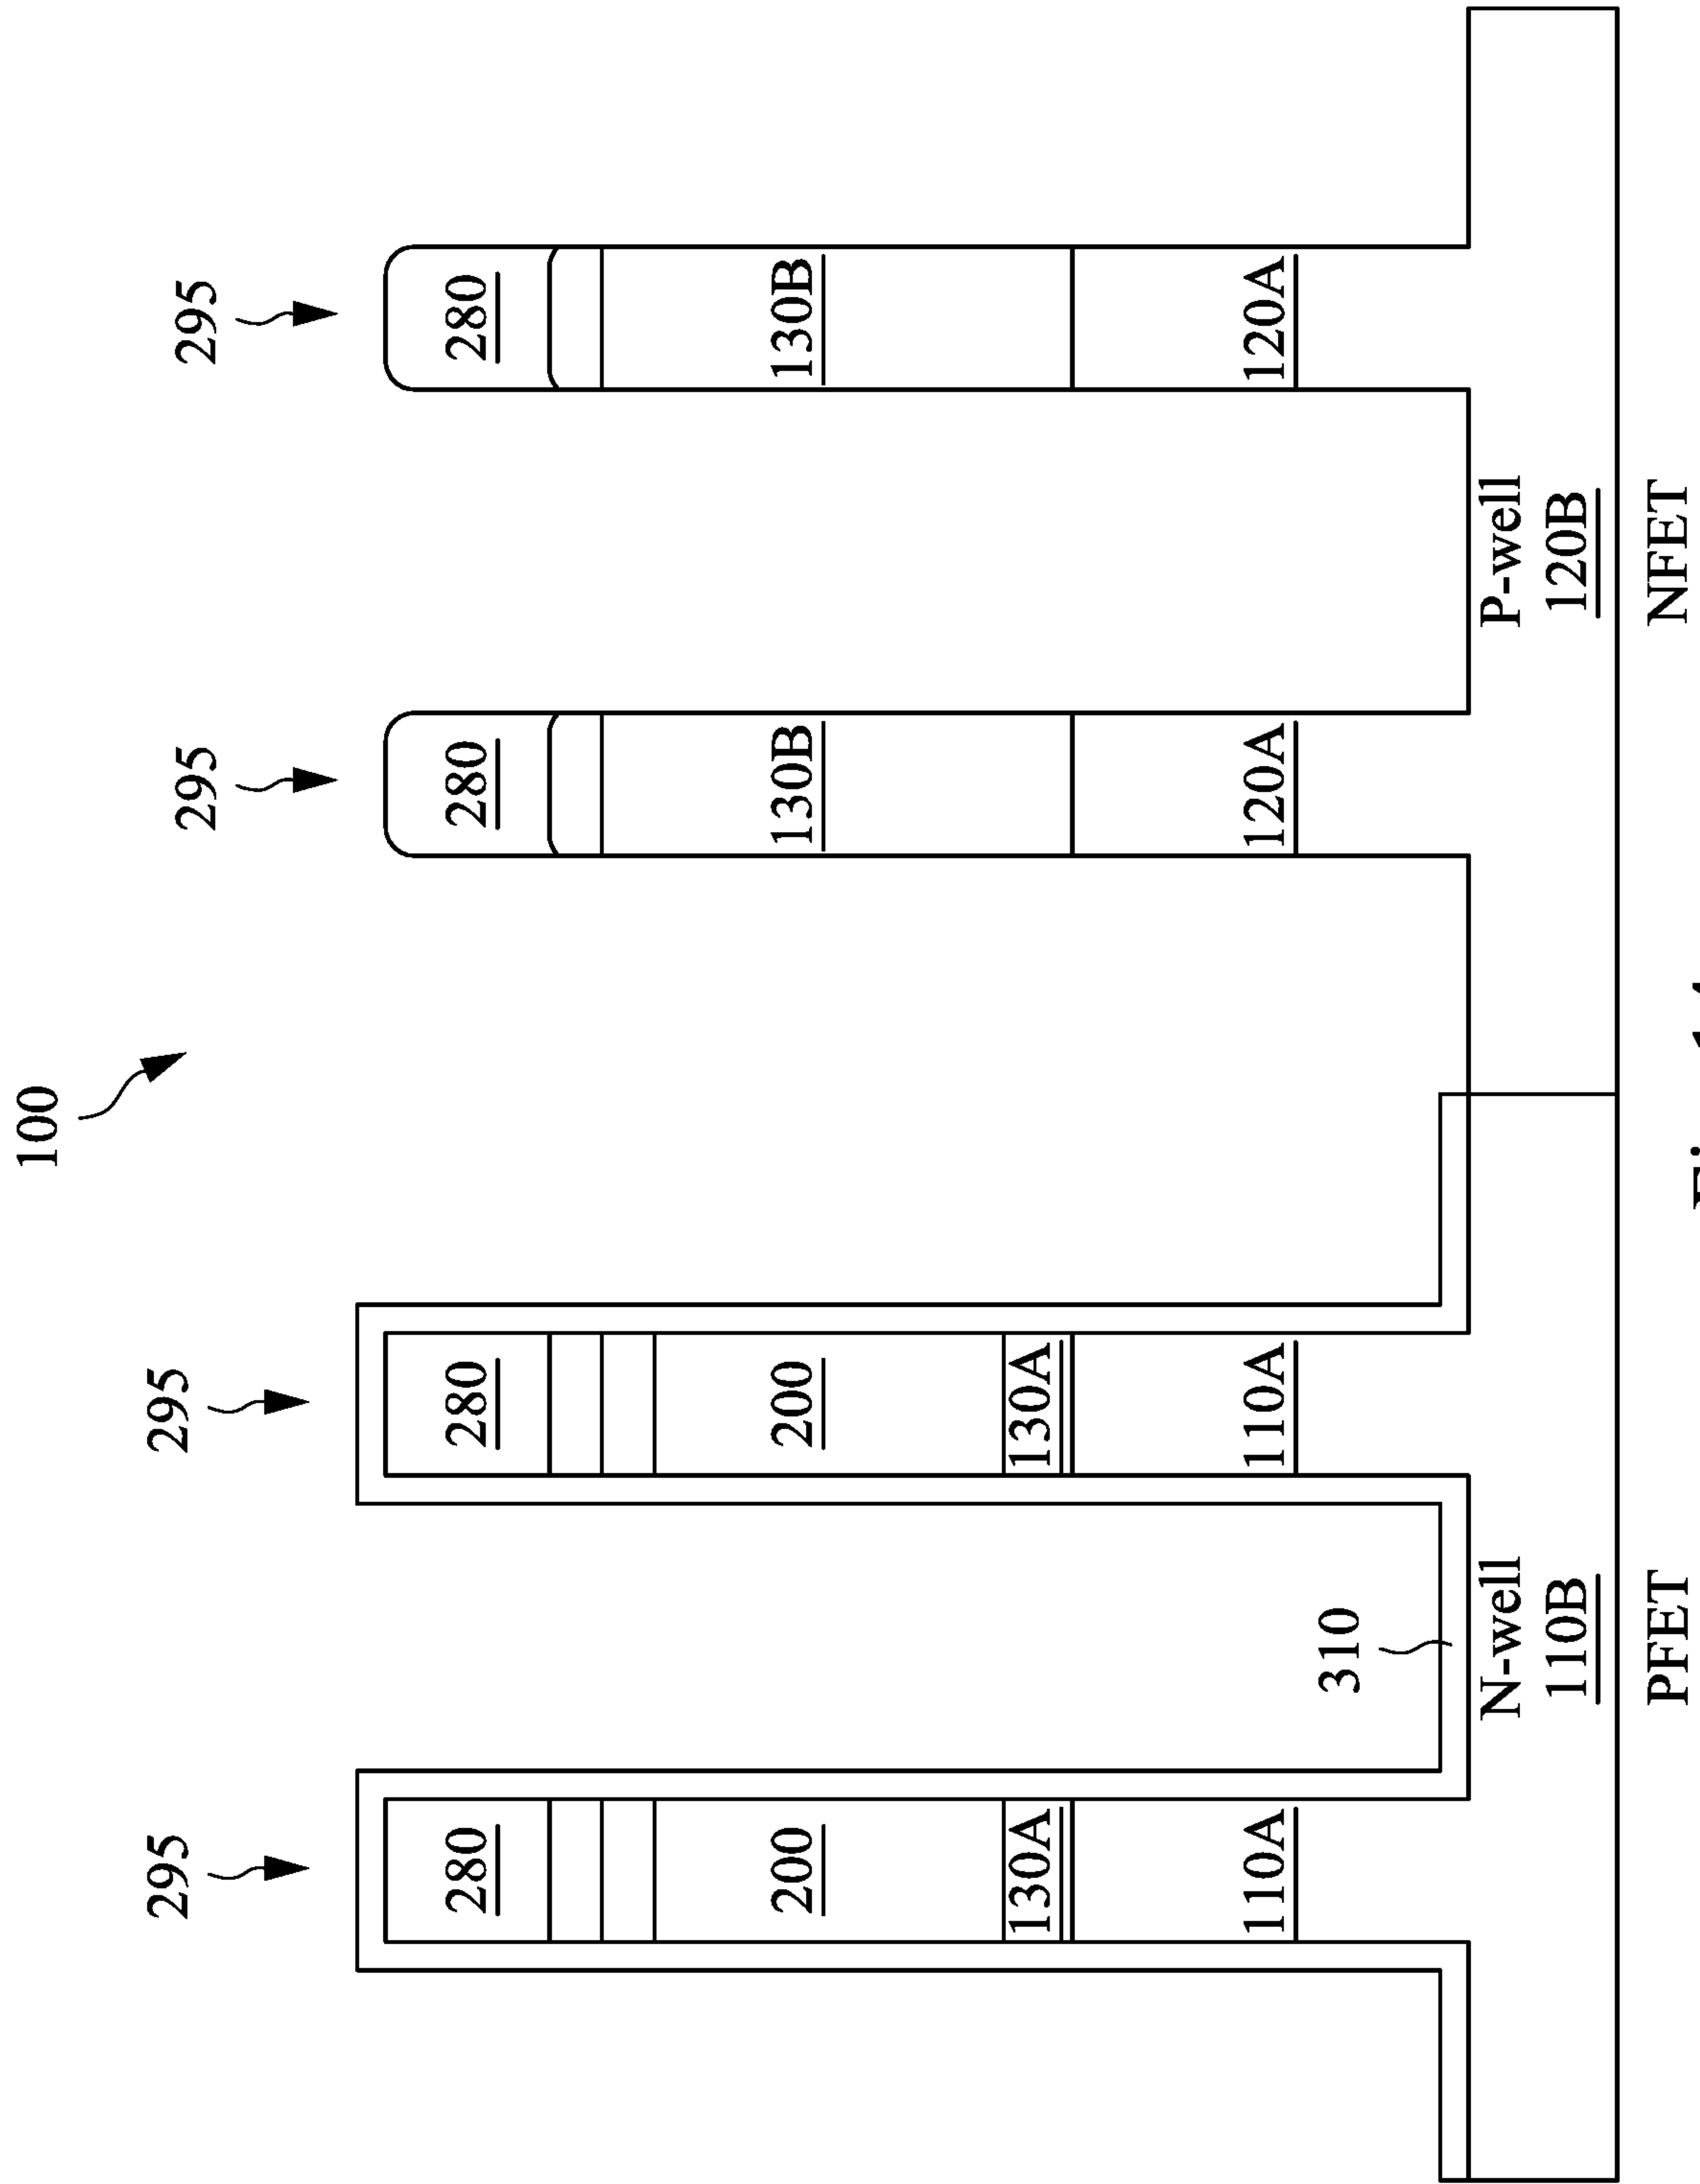 100
295 295 295 295
280 280 280 280
200 200 130B 130B
130A 130A
110A 110A 120A 120A
310
N-well P-well
110B 120B
PFET NFET